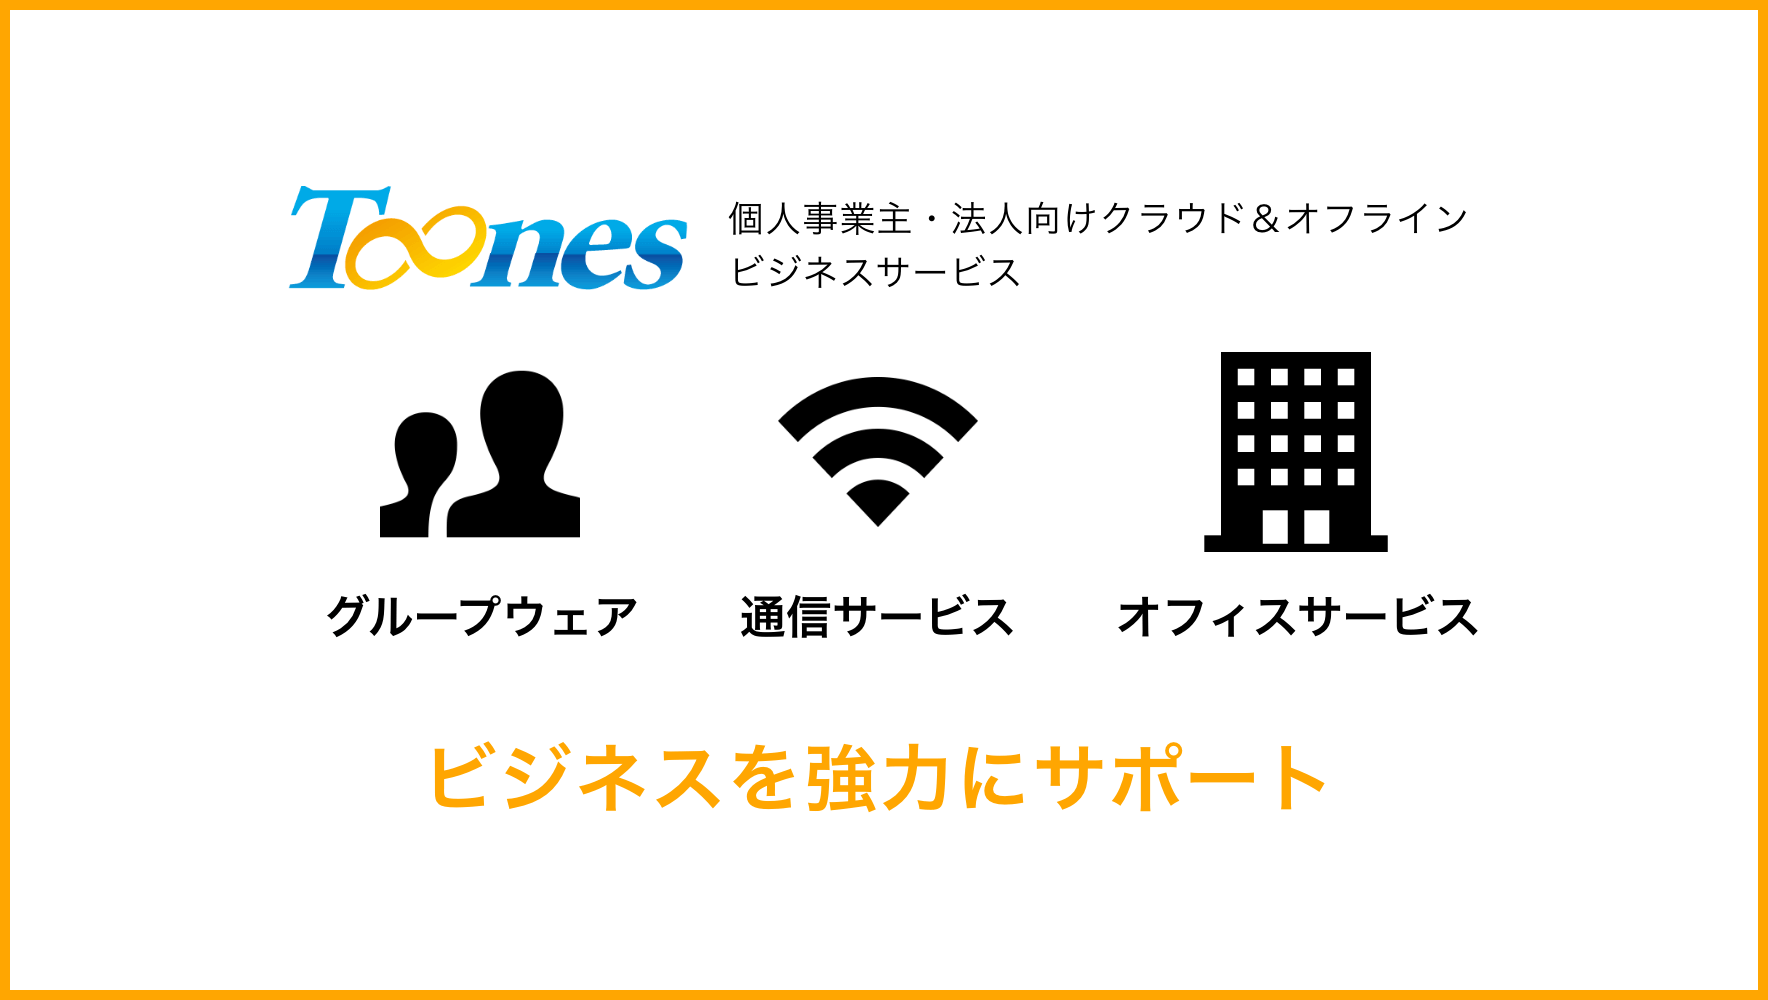 Toones
個人事業主・法人向けクラウド＆オフライン
ビジネスサービス
グループウェア
通信サービス
オフィスサービス
ビジネスを強力にサポート